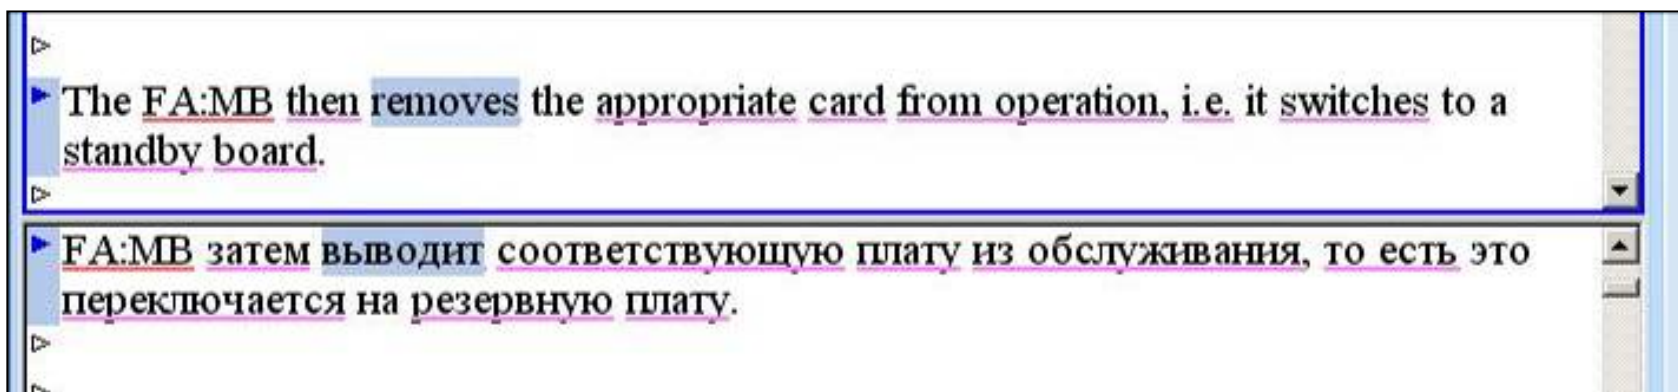 The FA:MB then removes the appropriate card from operation, i.e. it switches to a
standby board.
FA:MB затем выводит соответствующую плату из обслуживания, то есть это
переключается на резервную плату.